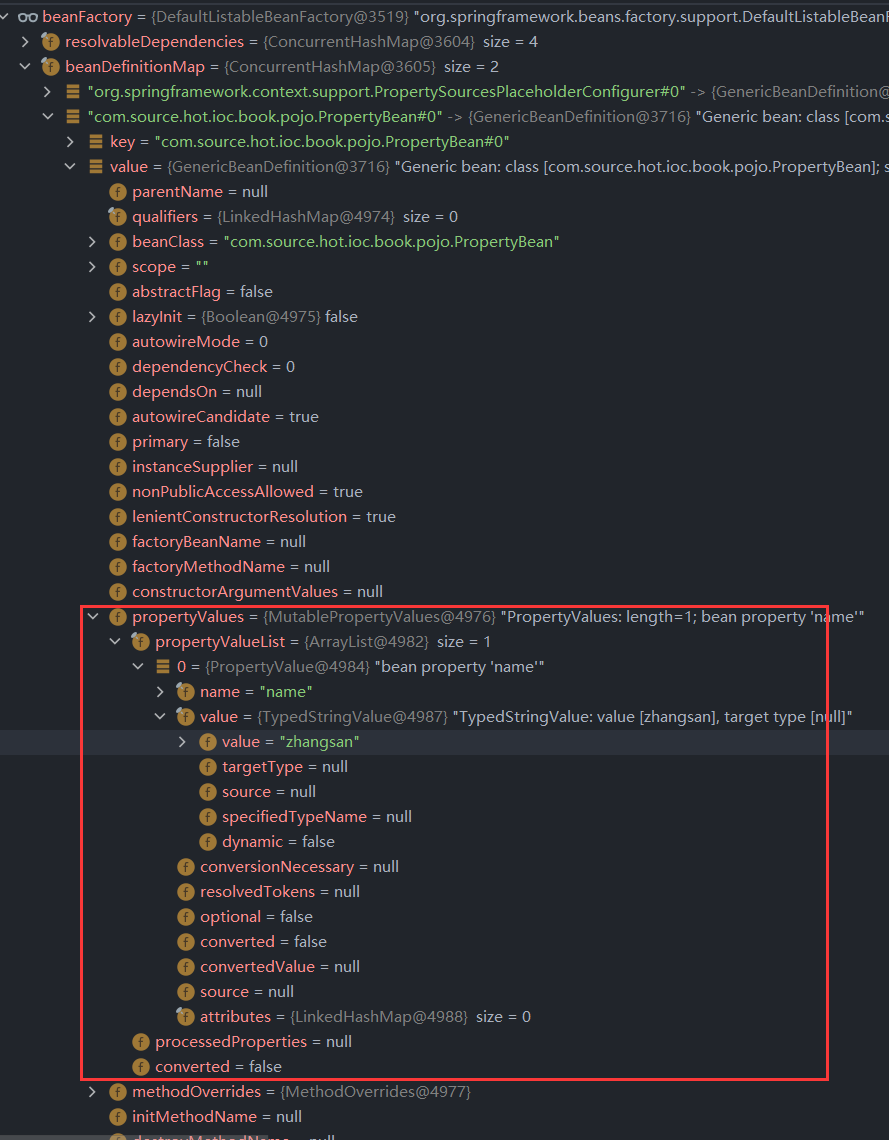 beanFactory = {DefaultListableBeanFactory@3519} "org.springframework.beans.factory.support.DefaultListableBeanF
resolvableDependencies = {ConcurrentHashMap@3604} size = 4
beanDefinitionMap = {ConcurrentHashMap@3605} size = 2
"org.springframework.context.support.PropertySourcesPlaceholderConfigurer#0" -> {GenericBeanDefinition@
"com.source.hot.ioc.book.pojo.PropertyBean#0" -> {GenericBeanDefinition@3716} "Generic bean: class [com.s
key = "com.source.hot.ioc.book.pojo.PropertyBean#0"
value = {GenericBeanDefinition@3716} "Generic bean: class [com.source.hot.ioc.book.pojo.PropertyBean]; s
parentName = null
qualifiers = {LinkedHashMap@4974} size = 0
beanClass = "com.source.hot.ioc.book.pojo.PropertyBean"
scope = ""
abstractFlag = false
lazyInit = {Boolean@4975} false
autowireMode = 0
dependencyCheck = 0
dependsOn = null
autowireCandidate = true
primary = false
instanceSupplier = null
nonPublicAccessAllowed = true
lenientConstructorResolution = true
factoryBeanName = null
factoryMethodName = null
constructorArgumentValues = null
propertyValues = {MutablePropertyValues@4976} "PropertyValues: length=1; bean property 'name'"
propertyValueList = {ArrayList@4982} size = 1
0 = {PropertyValue@4984} "bean property 'name'"
name = "name"
value = {TypedStringValue@4987} "TypedStringValue: value [zhangsan], target type [null]"
value = "zhangsan"
targetType = null
source = null
specifiedTypeName = null
dynamic = false
conversionNecessary = null
resolvedTokens = null
optional = false
converted = false
convertedValue = null
source = null
attributes = {LinkedHashMap@4988} size = 0
processedProperties = null
converted = false
methodOverrides = {MethodOverrides@4977}
initMethodName = null